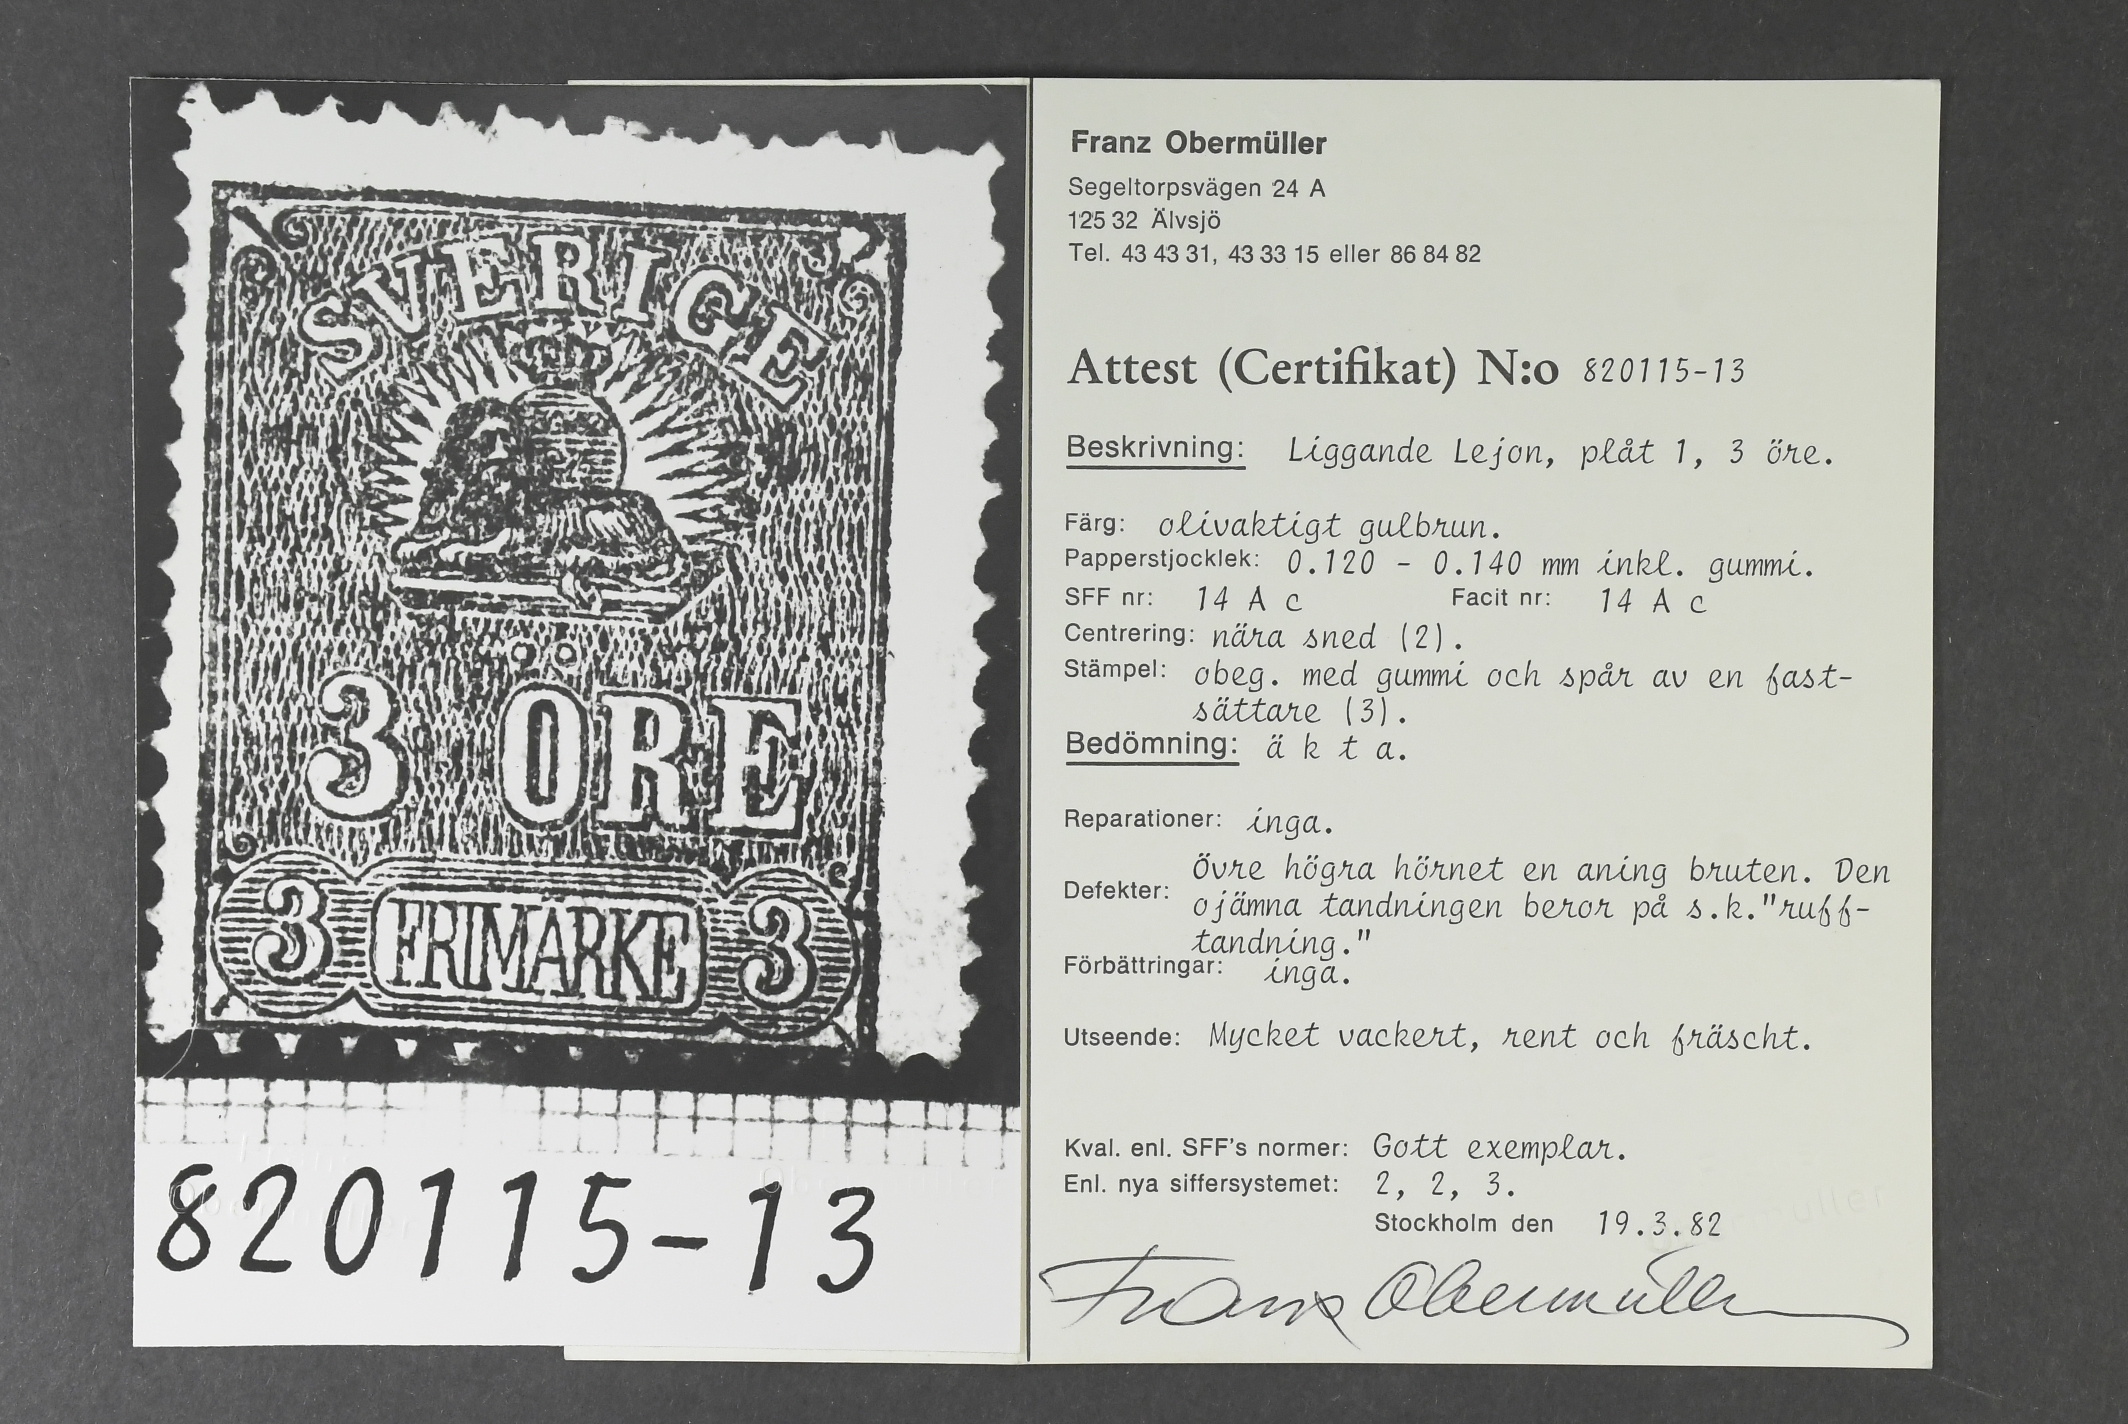 SVERIGE
3 ÖRE
3 FRIMÄRKE 3
820115-13
Franz Obermüller
Segeltorpsvägen 24 A
125 32 Älvsjö
Tel. 43 43 31, 43 33 15 eller 86 84 82
Attest (Certifikat) N:o 820115-13
Beskrivning: Liggande Lejon, plåt 1, 3 öre.
Färg: olivaktigt gulbrun.
Papperstjocklek: 0.120 - 0.140 mm inkl. gummi.
SFF nr: 14 A c Facit nr: 14 A c
Centrering: nära sned (2).
Stämpel: obeg. med gummi och spår av en fast-
sättare (3).
Bedömning: ä k t a.
Reparationer: inga.
Övre högra hörnet en aning bruten. Den
Defekter: ojämna tandningen beror på s.k."ruff-
tandning."
Förbättringar: inga.
Utseende: Mycket vackert, rent och fräscht.
Kval. enl. SFF's normer: Gott exemplar.
Enl. nya siffersystemet: 2, 2, 3.
Stockholm den 19.3.82
Franz Obermüller